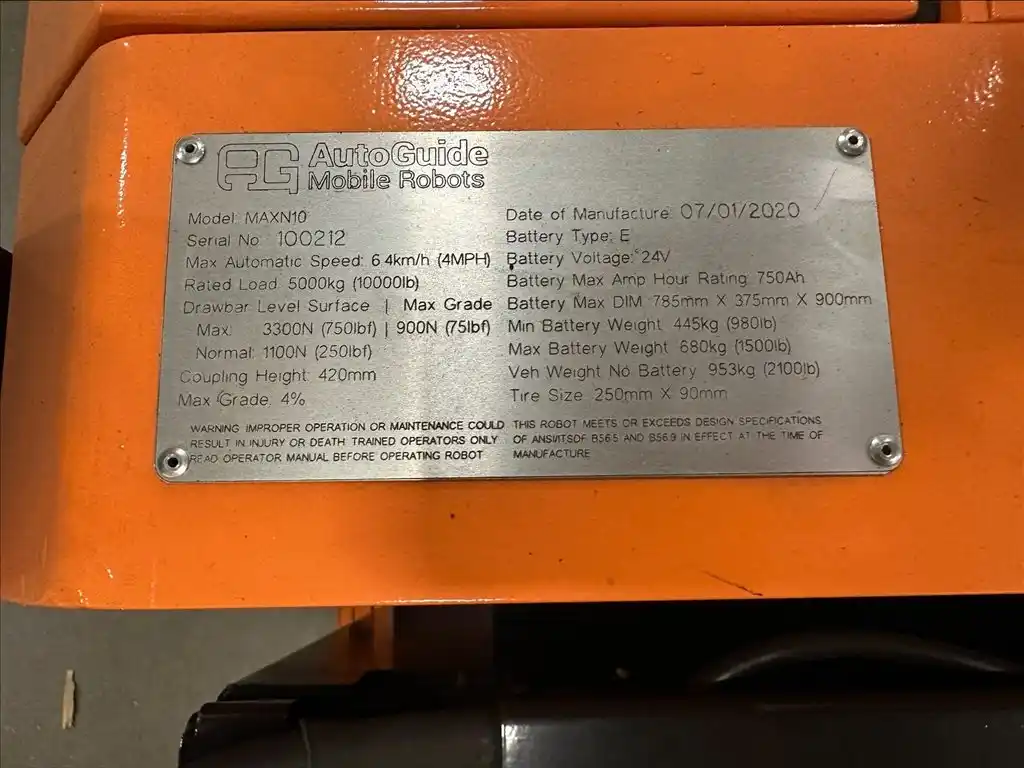 AG AutoGuide
Mobile Robots
Model: MAXN10
Serial No: 100212
Max Automatic Speed: 6.4km/h (4MPH)
Rated Load: 5000kg (10000lb)
Drawbar Level Surface | Max Grade
Max: 3300N (750lbf) | 900N (75lbf)
Normal: 1100N (250lbf)
Coupling Height: 420mm
Max Grade: 4%
WARNING IMPROPER OPERATION OR MAINTENANCE COULD
RESULT IN INJURY OR DEATH TRAINED OPERATORS ONLY
READ OPERATOR MANUAL BEFORE OPERATING ROBOT
Date of Manufacture: 07/01/2020
Battery Type: E
Battery Voltage: 24V
Battery Max Amp Hour Rating: 750Ah
Battery Max DIM: 785mm X 375mm X 900mm
Min Battery Weight: 445kg (980lb)
Max Battery Weight: 680kg (1500lb)
Veh Weight No Battery: 953kg (2100lb)
Tire Size: 250mm X 90mm
THIS ROBOT MEETS OR EXCEEDS DESIGN SPECIFICATIONS
OF ANSI/ITSDF B56.5 AND B56.9 IN EFFECT AT THE TIME OF
MANUFACTURE